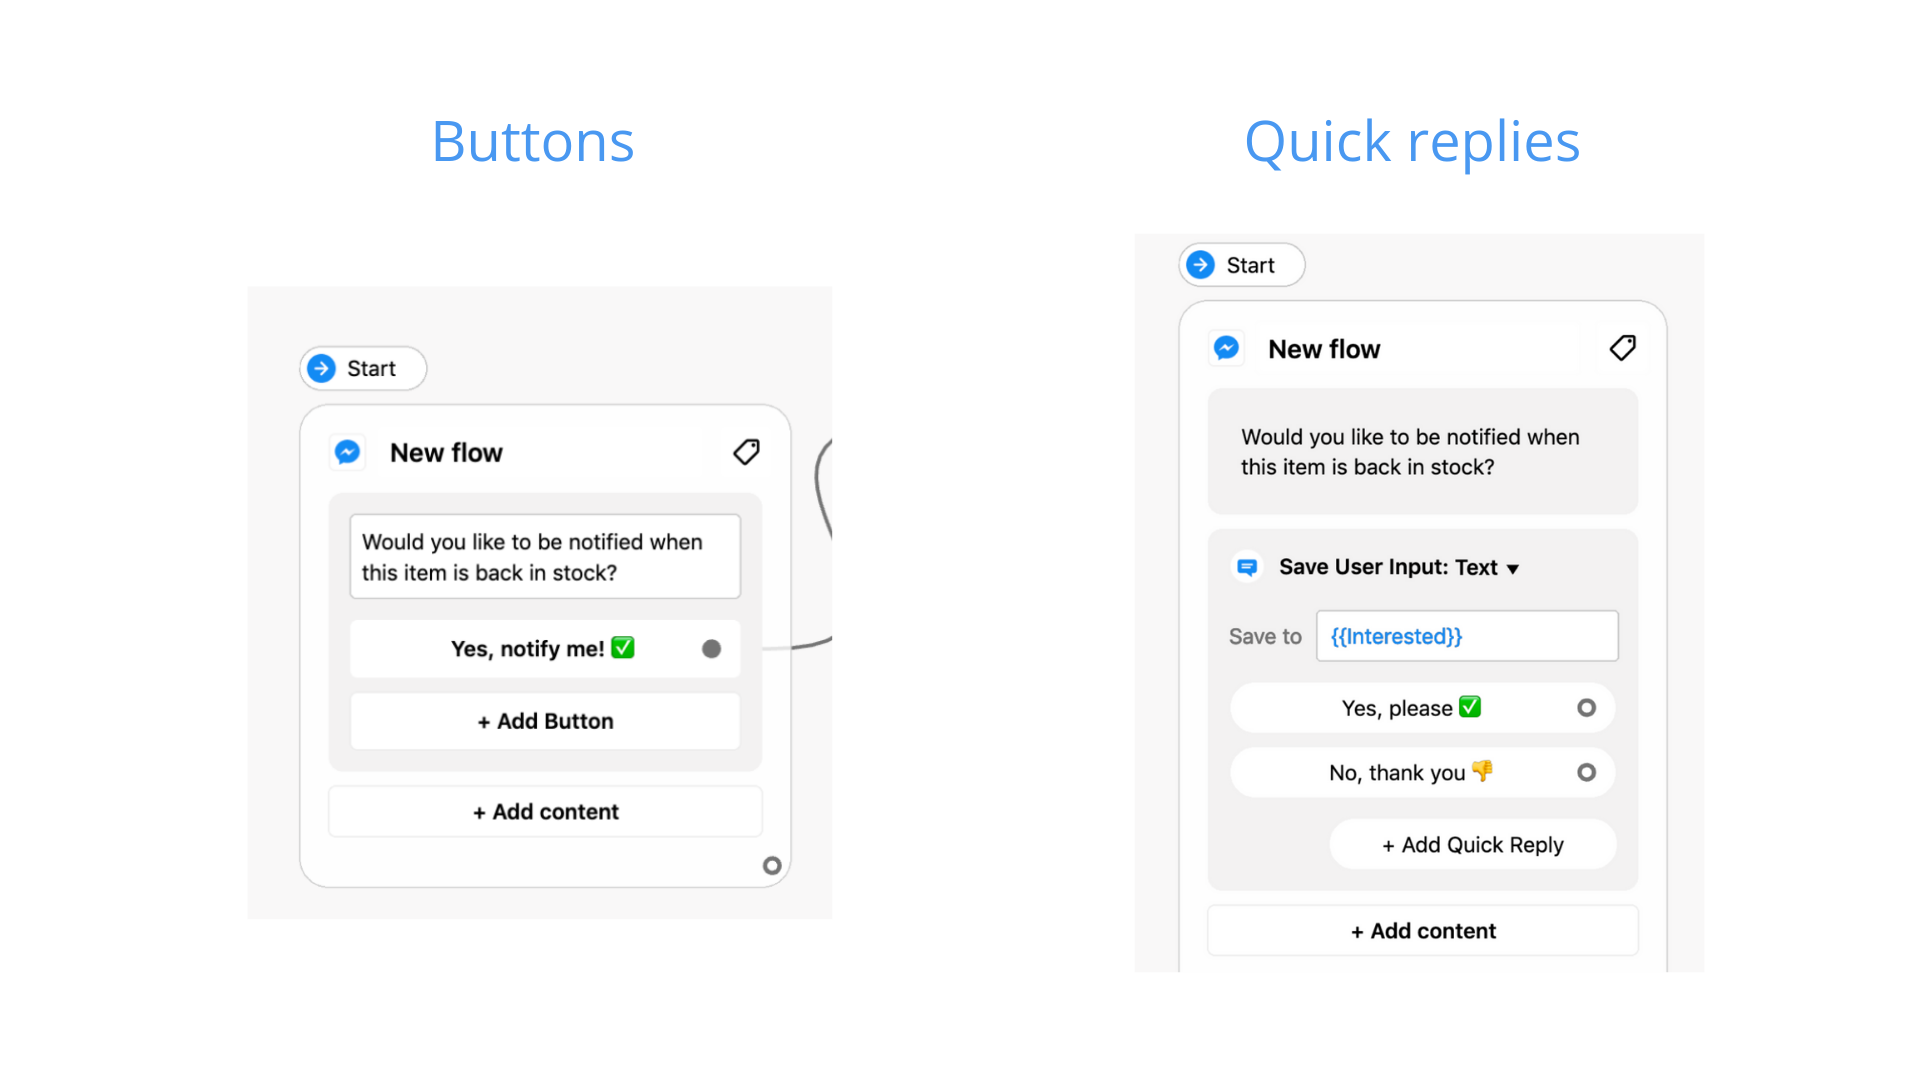 Buttons
Start
New flow
Would you like to be notified when
this item is back in stock?
Yes, notify me! ✅
+ Add Button
+ Add content
Quick replies
Start
New flow
Would you like to be notified when
this item is back in stock?
Save User Input: Text ▾
Save to {{Interested}}
Yes, please ✅
No, thank you 👎
+ Add Quick Reply
+ Add content